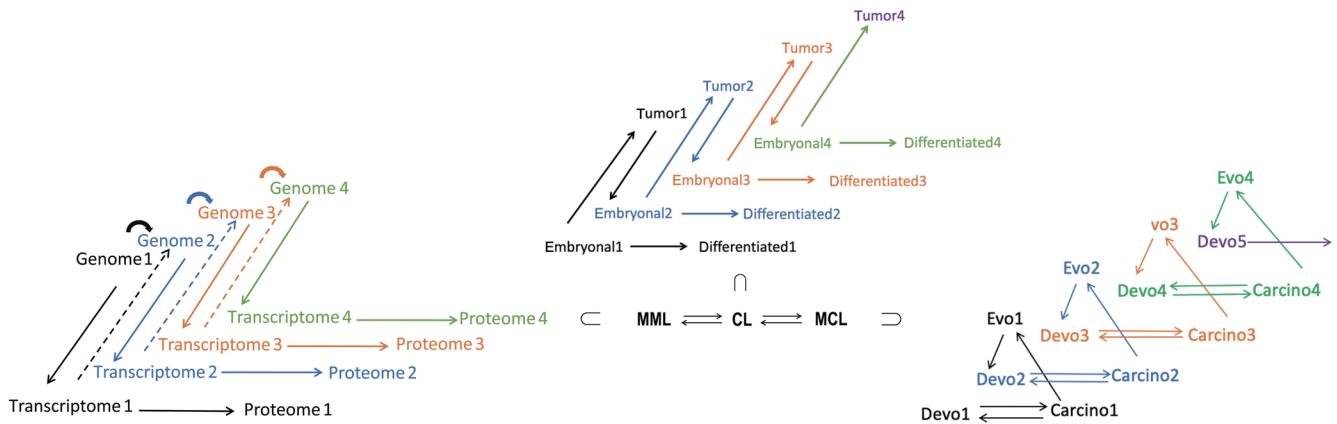 Genome 4
Genome 3
Genome 2
Genome 1
Transcriptome 4
Proteome 4
Transcriptome 3
Proteome 3
Transcriptome 2
Proteome 2
Transcriptome 1
Proteome 1
Tumor4
Tumor3
Tumor2
Tumor1
Embryonal4
Differentiated4
Embryonal3
Differentiated3
Embryonal2
Differentiated2
Embryonal1
Differentiated1
∩
⊂ MML CL MCL ⊃
Evo4
Devo5
vo3
Devo4
Carcino4
Evo2
Devo3
Carcino3
Evo1
Devo2
Carcino2
Devo1
Carcino1